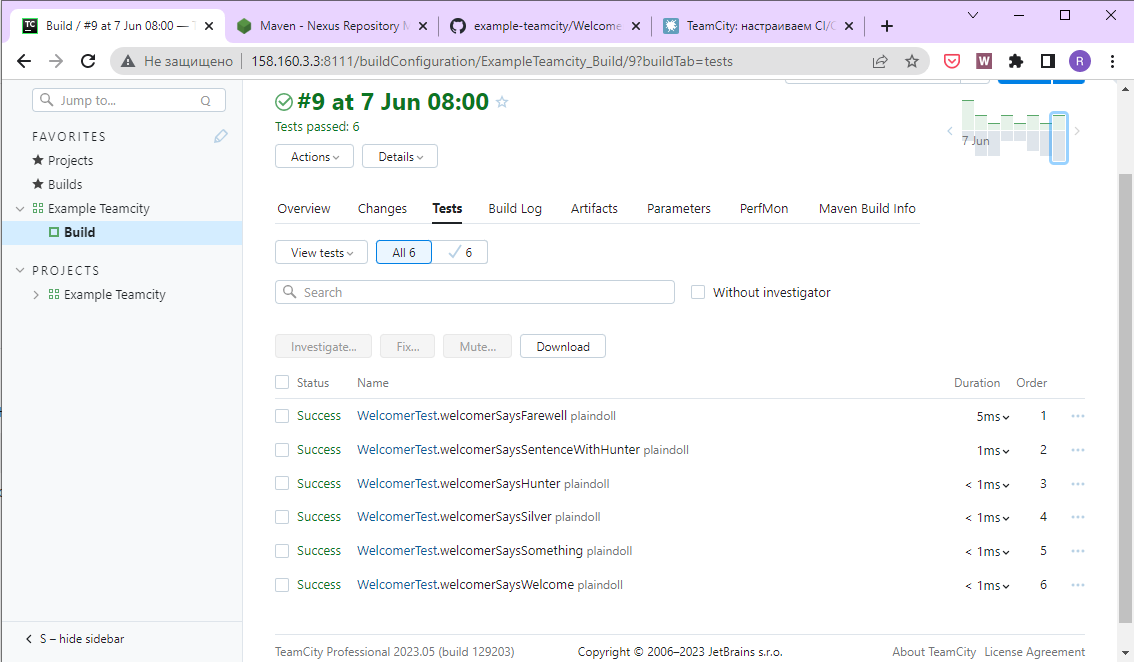 Build / #9 at 7 Jun 08:00 —
Maven - Nexus Repository
example-teamcity/Welcome
TeamCity: настраиваем CI/
Не защищено
158.160.3.3:8111/buildConfiguration/ExampleTeamcity_Build/9?buildTab=tests
W
R
Jump to...
Q
FAVORITES
Projects
Builds
Example Teamcity
Build
PROJECTS
Example Teamcity
S – hide sidebar
#9 at 7 Jun 08:00
Tests passed: 6
Actions
Details
7 Jun
Overview
Changes
Tests
Build Log
Artifacts
Parameters
PerfMon
Maven Build Info
View tests
All 6
6
Search
Without investigator
Investigate...
Fix...
Mute...
Download
Status Name Duration Order
Success WelcomerTest.welcomerSaysFarewell plaindoll 5ms 1
Success WelcomerTest.welcomerSaysSentenceWithHunter plaindoll 1ms 2
Success WelcomerTest.welcomerSaysHunter plaindoll < 1ms 3
Success WelcomerTest.welcomerSaysSilver plaindoll < 1ms 4
Success WelcomerTest.welcomerSaysSomething plaindoll < 1ms 5
Success WelcomerTest.welcomerSaysWelcome plaindoll < 1ms 6
TeamCity Professional 2023.05 (build 129203)
Copyright © 2006–2023 JetBrains s.r.o.
About TeamCity
License Agreement